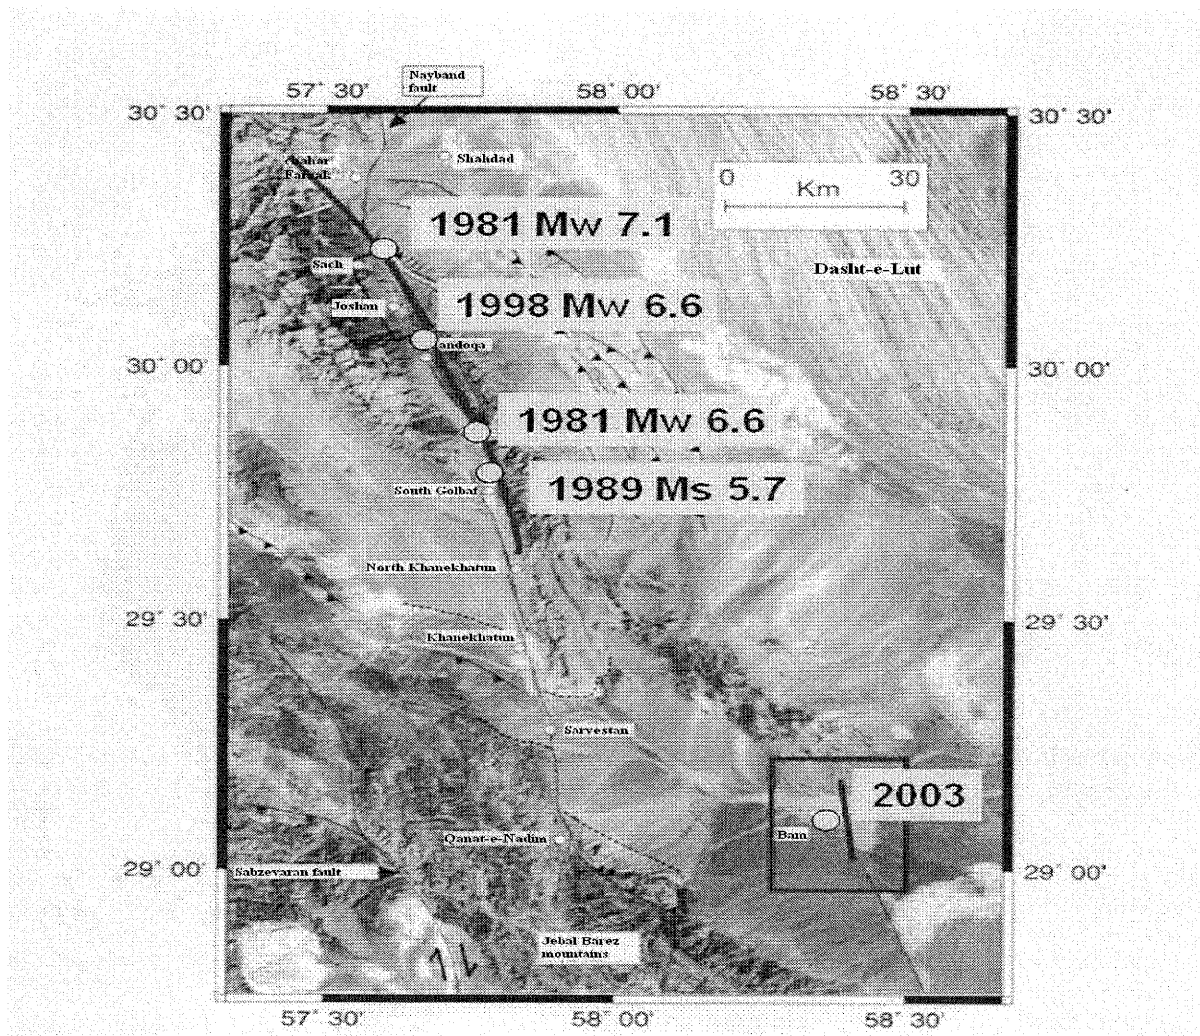 Nayband
fault
57° 30'
58° 00'
58° 30'
30° 30'
30° 30'
Shahdad
0
30
Km
1981 Mw 7.1
Sach
Dasht-e-Lut
Joshan
1998 Mw 6.6
andoqa
30° 00'
30° 00'
1981 Mw 6.6
1989 Ms 5.7
South Golbaf
North Khanekhatun
29° 30'
29° 30'
Khanekhatun
Sarvestan
2003
Bam
Qanat-e-Nadim
29° 00'
Sabzevaran fault
29° 00'
Jebal Barez
mountains
57° 30'
58° 00'
58° 30'